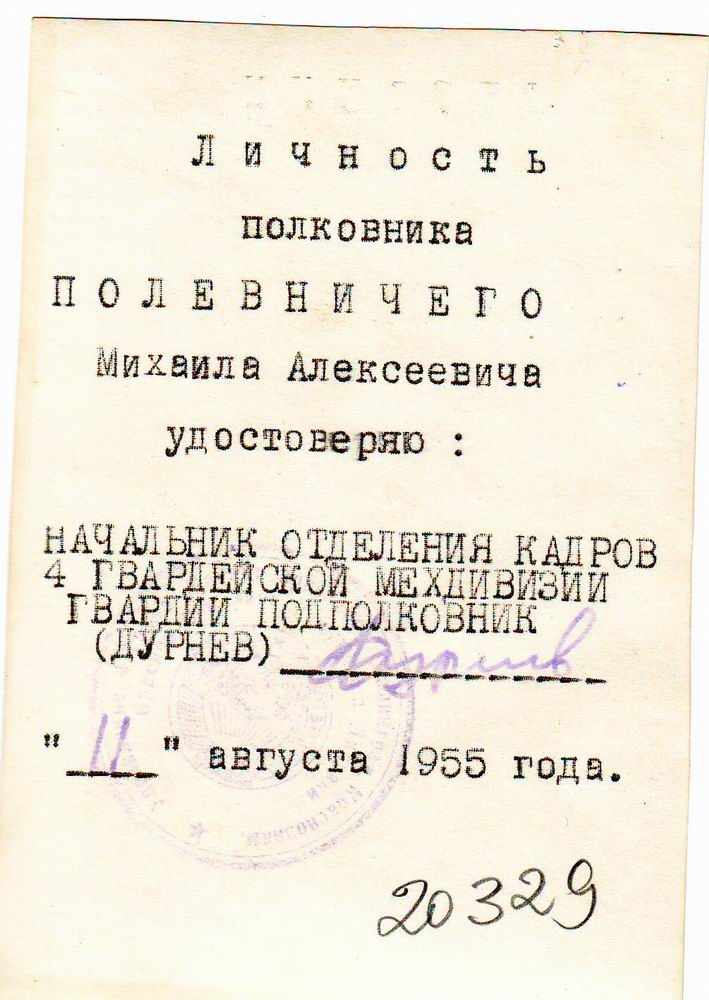 Личность
полковника
ПОЛЕВНИЧЕГО
Михаила Алексеевича
удостоверяю :
НАЧАЛЬНИК ОТДЕЛЕНИЯ КАДРОВ
4 ГВАРДЕЙСКОЙ МЕХДИВИЗИИ
ГВАРДИИ ПОДПОЛКОВНИК
(ДУРНЕВ)
"11" августа 1955 года.
20329